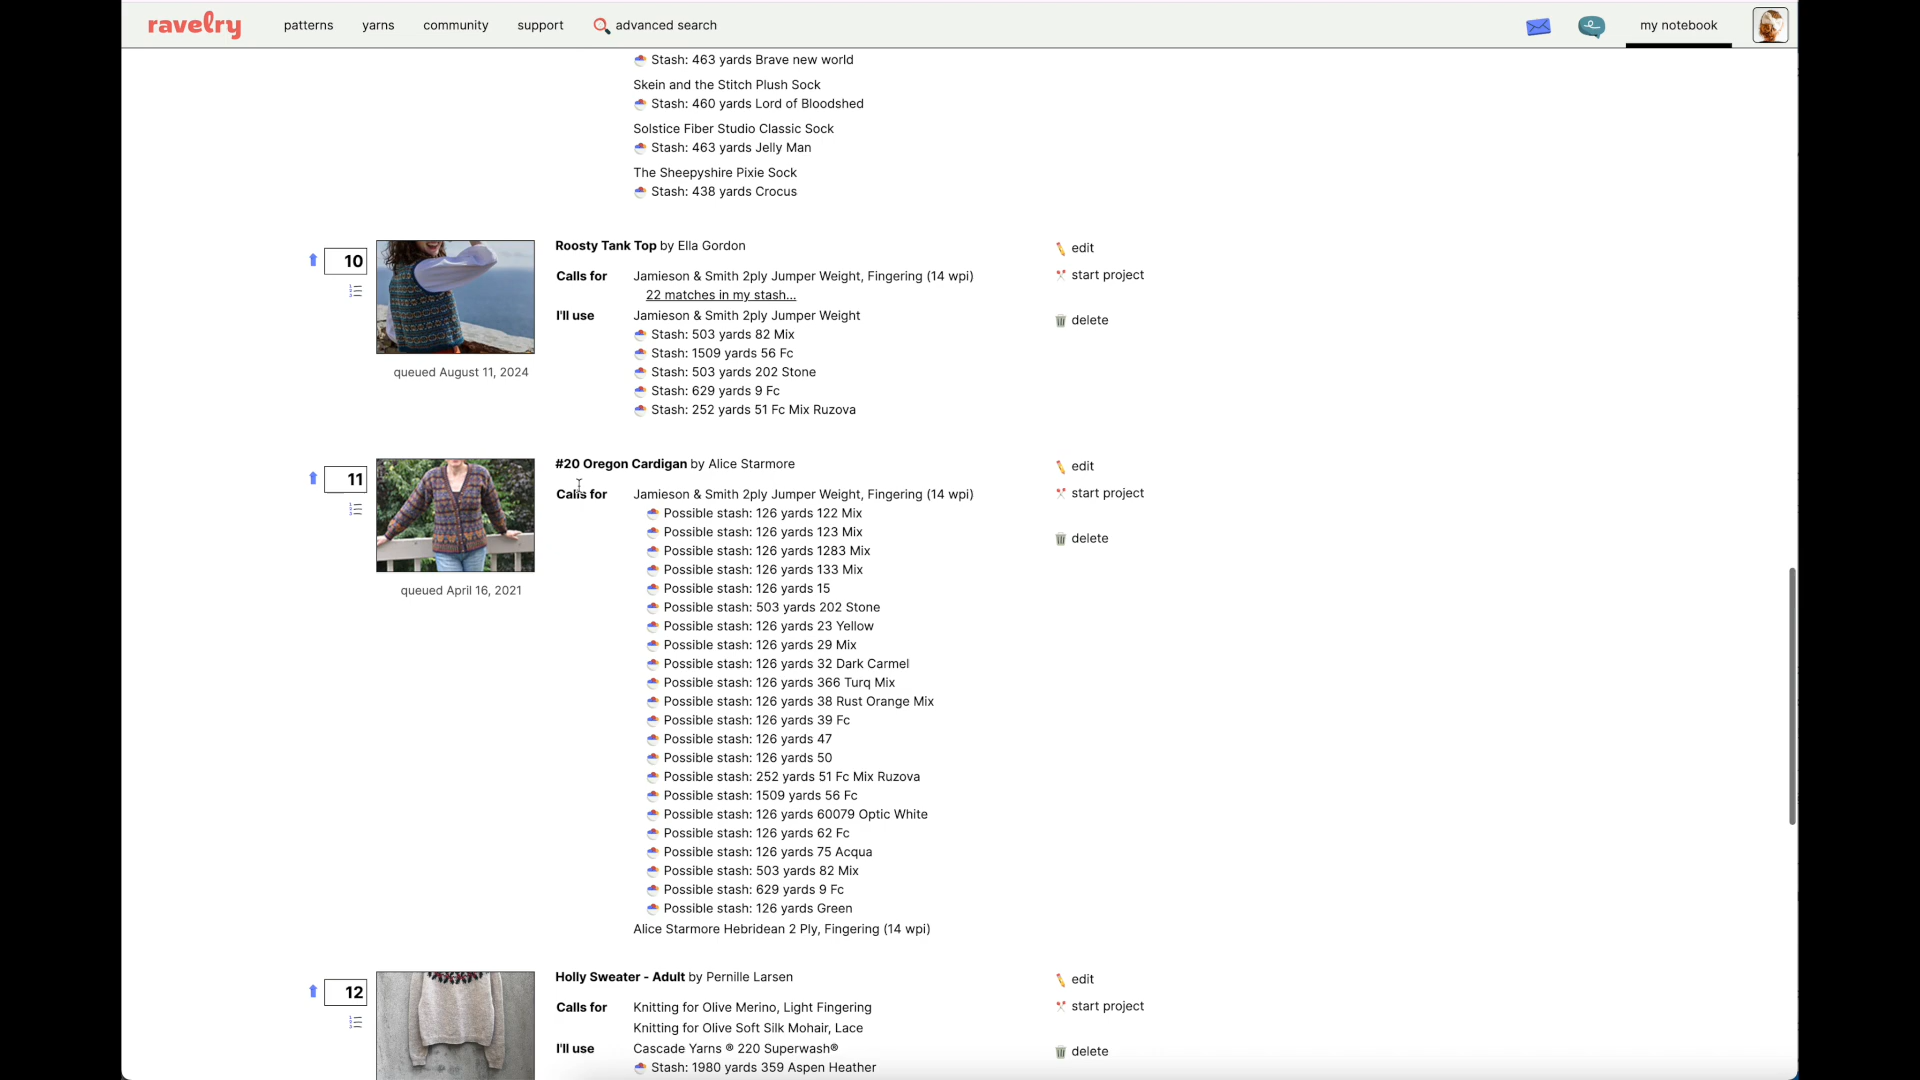 ravelry
patterns
yarns
community
support
advanced search
my notebook
Stash: 463 yards Brave new world
Skein and the Stitch Plush Sock
Stash: 460 yards Lord of Bloodshed
Solstice Fiber Studio Classic Sock
Stash: 463 yards Jelly Man
The Sheepyshire Pixie Sock
Stash: 438 yards Crocus
10
queued August 11, 2024
Roosty Tank Top by Ella Gordon
Calls for
Jamieson & Smith 2ply Jumper Weight, Fingering (14 wpi)
22 matches in my stash...
I'll use
Jamieson & Smith 2ply Jumper Weight
Stash: 503 yards 82 Mix
Stash: 1509 yards 56 Fc
Stash: 503 yards 202 Stone
Stash: 629 yards 9 Fc
Stash: 252 yards 51 Fc Mix Ruzova
edit
start project
delete
11
queued April 16, 2021
#20 Oregon Cardigan by Alice Starmore
Calls for
Jamieson & Smith 2ply Jumper Weight, Fingering (14 wpi)
Possible stash: 126 yards 122 Mix
Possible stash: 126 yards 123 Mix
Possible stash: 126 yards 1283 Mix
Possible stash: 126 yards 133 Mix
Possible stash: 126 yards 15
Possible stash: 503 yards 202 Stone
Possible stash: 126 yards 23 Yellow
Possible stash: 126 yards 29 Mix
Possible stash: 126 yards 32 Dark Carmel
Possible stash: 126 yards 366 Turq Mix
Possible stash: 126 yards 38 Rust Orange Mix
Possible stash: 126 yards 39 Fc
Possible stash: 126 yards 47
Possible stash: 126 yards 50
Possible stash: 252 yards 51 Fc Mix Ruzova
Possible stash: 1509 yards 56 Fc
Possible stash: 126 yards 60079 Optic White
Possible stash: 126 yards 62 Fc
Possible stash: 126 yards 75 Acqua
Possible stash: 503 yards 82 Mix
Possible stash: 629 yards 9 Fc
Possible stash: 126 yards Green
Alice Starmore Hebridean 2 Ply, Fingering (14 wpi)
edit
start project
delete
12
Holly Sweater - Adult by Pernille Larsen
Calls for
Knitting for Olive Merino, Light Fingering
Knitting for Olive Soft Silk Mohair, Lace
I'll use
Cascade Yarns ® 220 Superwash®
Stash: 1980 yards 359 Aspen Heather
edit
start project
delete